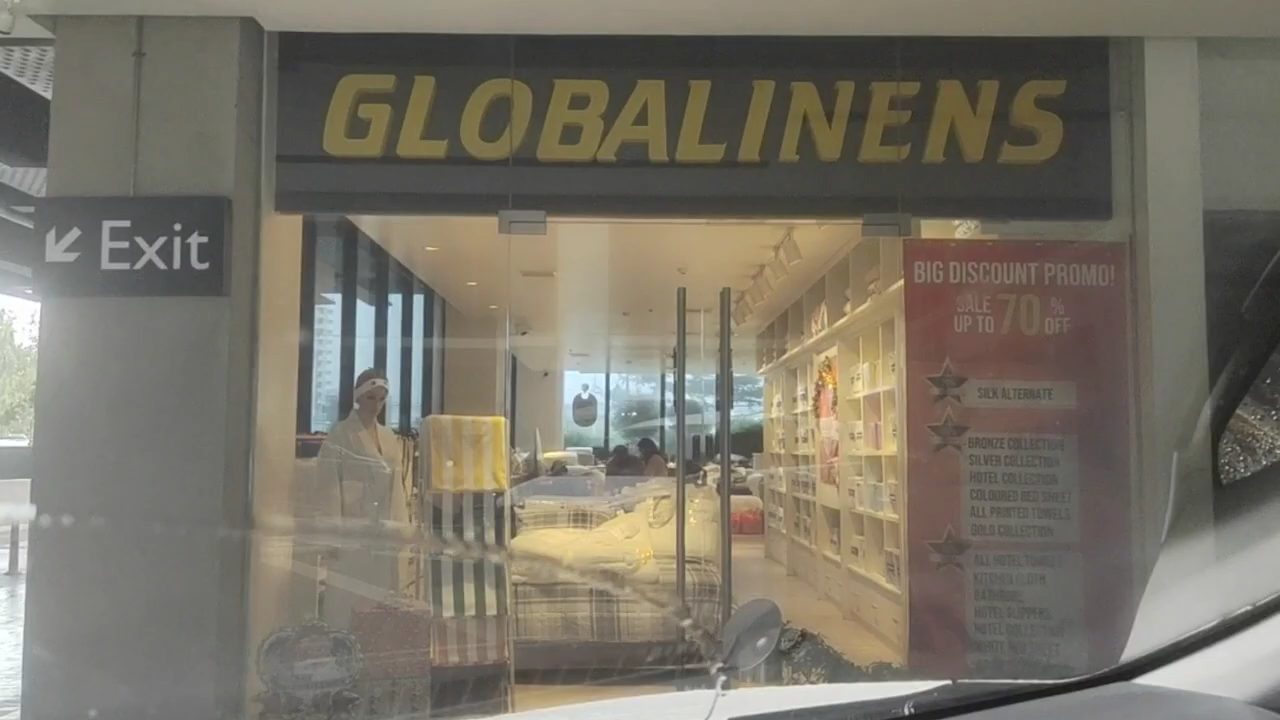 GLOBALINENS
Exit
BIG DISCOUNT PROMO!
SALE
UP TO 70% OFF
SILK ALTERNATE
BRONZE COLLECTION
SILVER COLLECTION
HOTEL COLLECTION
COLOURED BED SHEET
ALL PRINTED TOWELS
GOLD COLLECTION
ALL HOTEL TOWELS
KITCHEN CLOTH
BATHROBE
HOTEL SLIPPERS
HOTEL COLLECTION